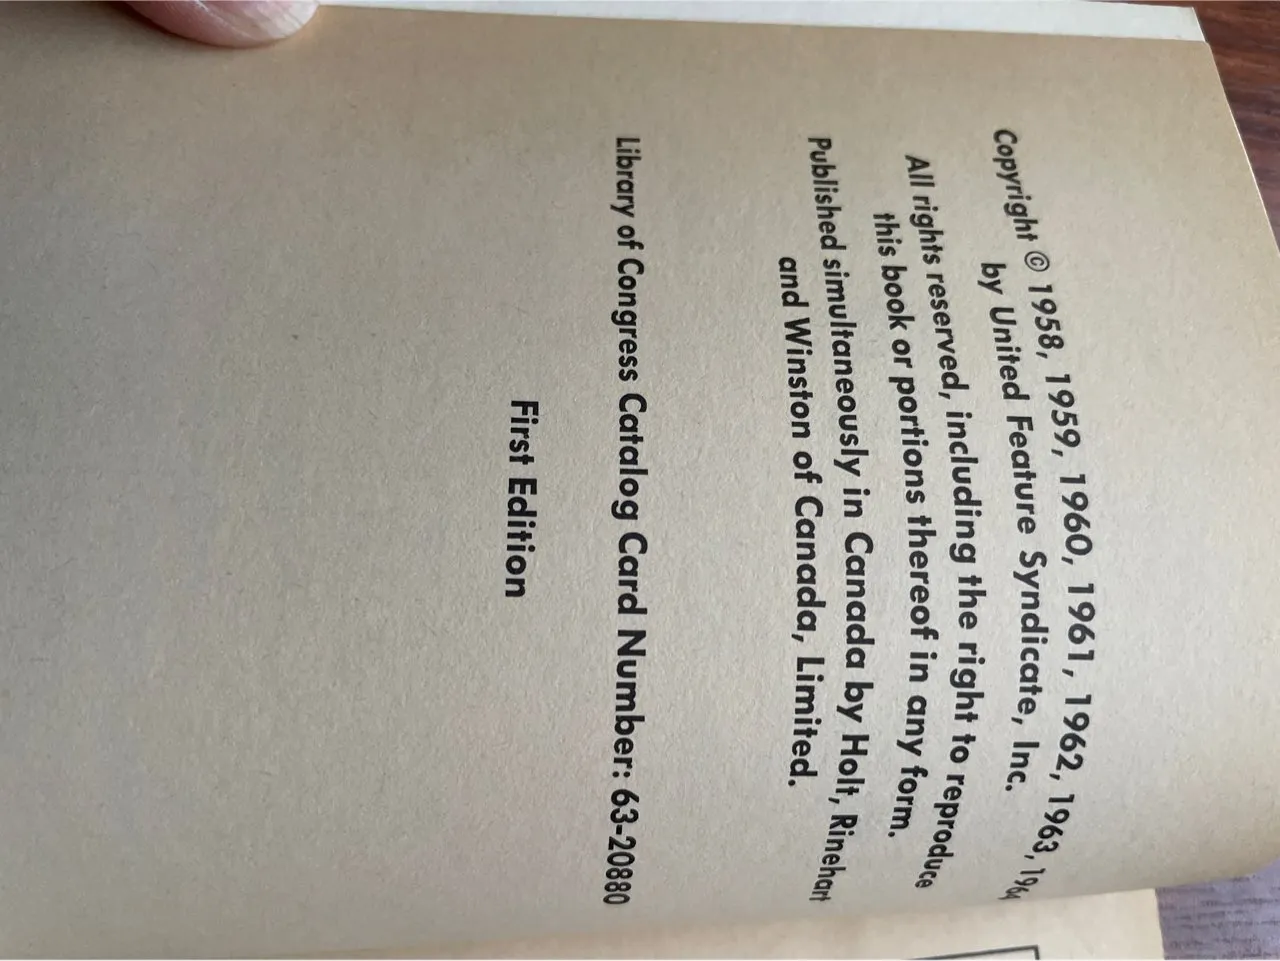 Copyright © 1958, 1959, 1960, 1961, 1962, 1963, 1964
by United Feature Syndicate, Inc.
All rights reserved, including the right to reproduce
this book or portions thereof in any form.
Published simultaneously in Canada by Holt, Rinehart
and Winston of Canada, Limited.
Library of Congress Catalog Card Number: 63-20880
First Edition